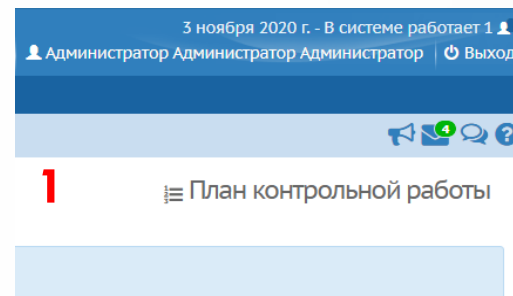 3 ноября 2020 г. - В системе работает 1
Администратор Администратор Администратор Выход
4 ?
1 План контрольной работы